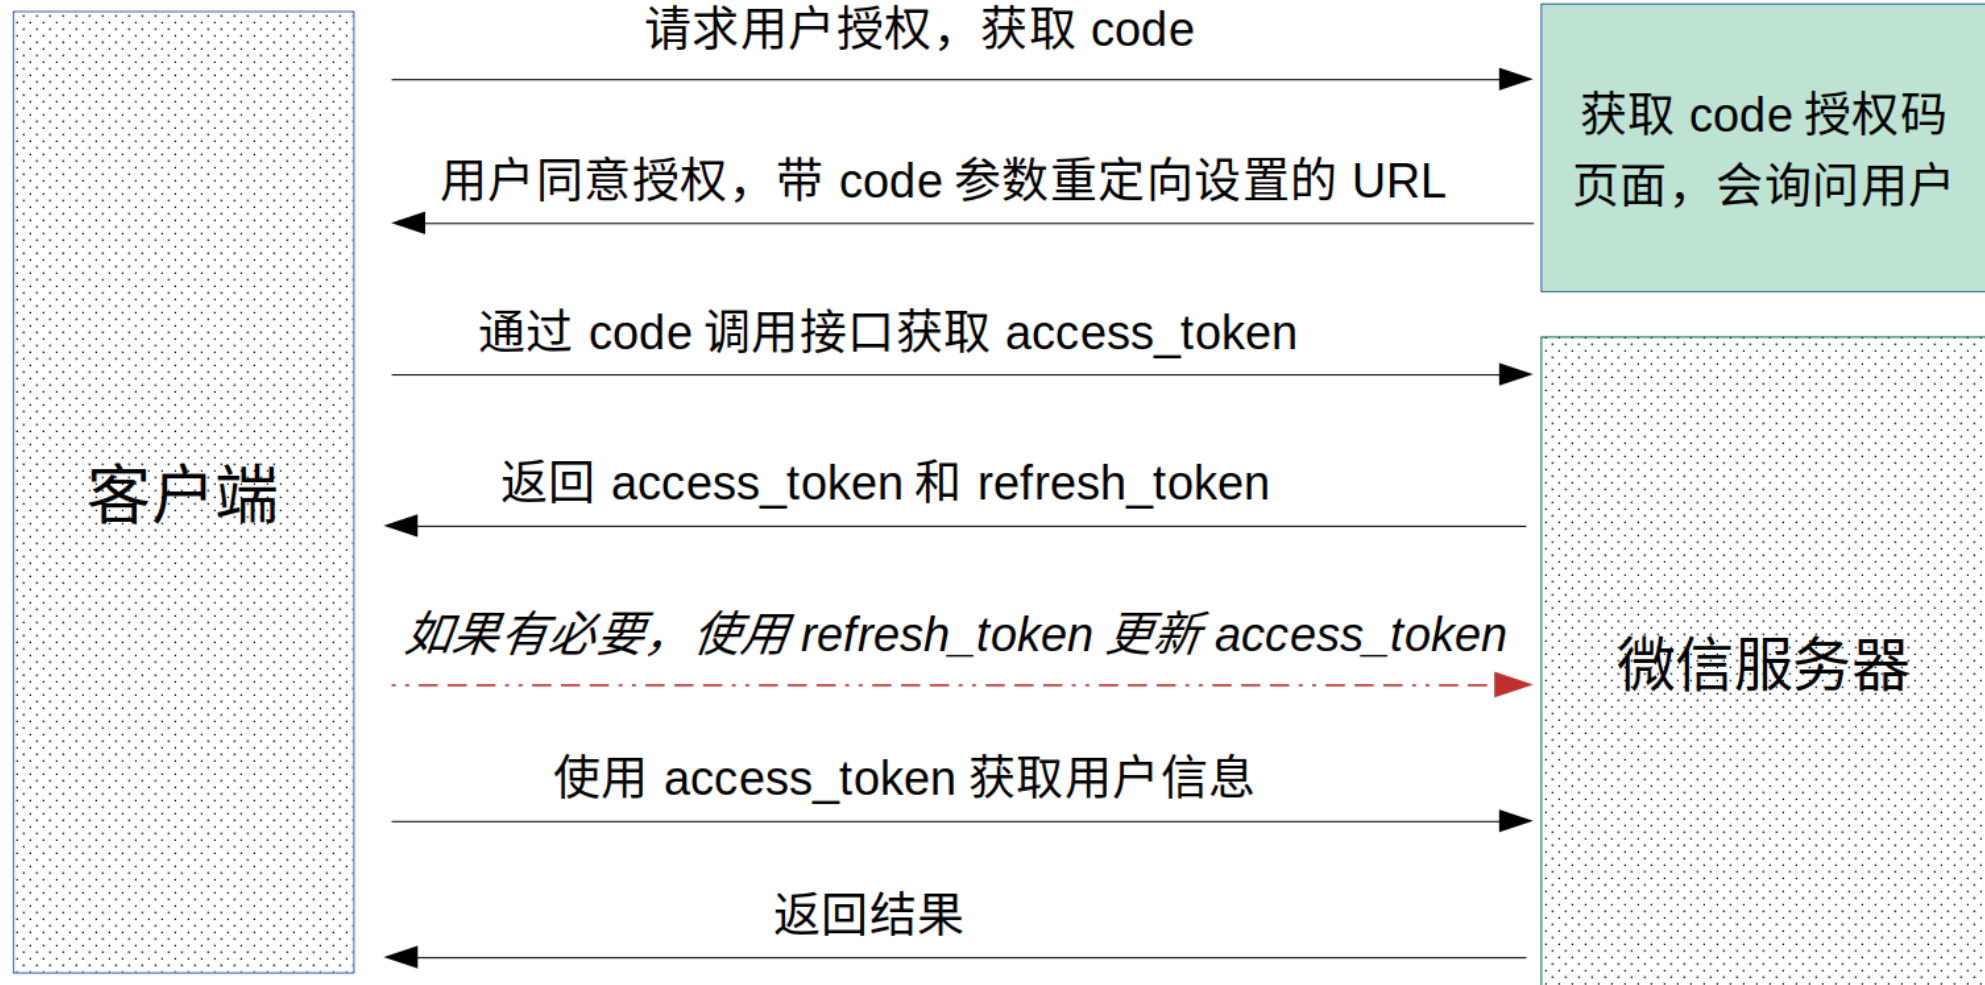 请求用户授权，获取 code
获取 code 授权码
页面，会询问用户
用户同意授权，带 code 参数重定向设置的 URL
通过 code 调用接口获取 access_token
返回 access_token 和 refresh_token
客户端
如果有必要，使用 refresh_token 更新 access_token
微信服务器
使用 access_token 获取用户信息
返回结果